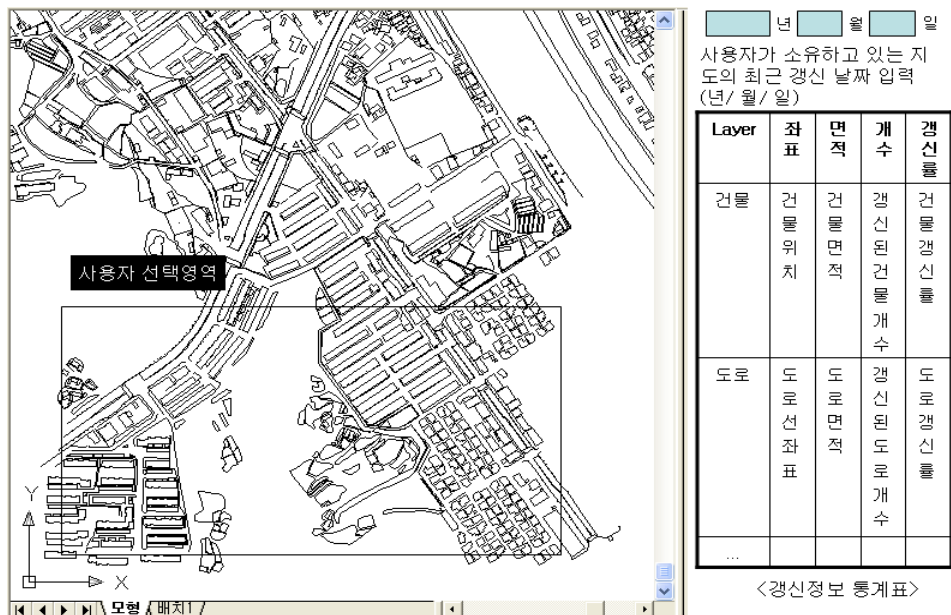 년 월 일
사용자가 소유하고 있는 지
도의 최근 갱신 날짜 입력
(년/ 월/ 일)
Layer 좌표 면적 개수 갱신률
건물 건물위치 건물면적 갱신된건물개수 건물갱신률
도로 도로선좌표 도로면적 갱신된도로개수 도로갱신률
...
<갱신정보 통계표>
사용자 선택영역
Y
X
모형 배치1